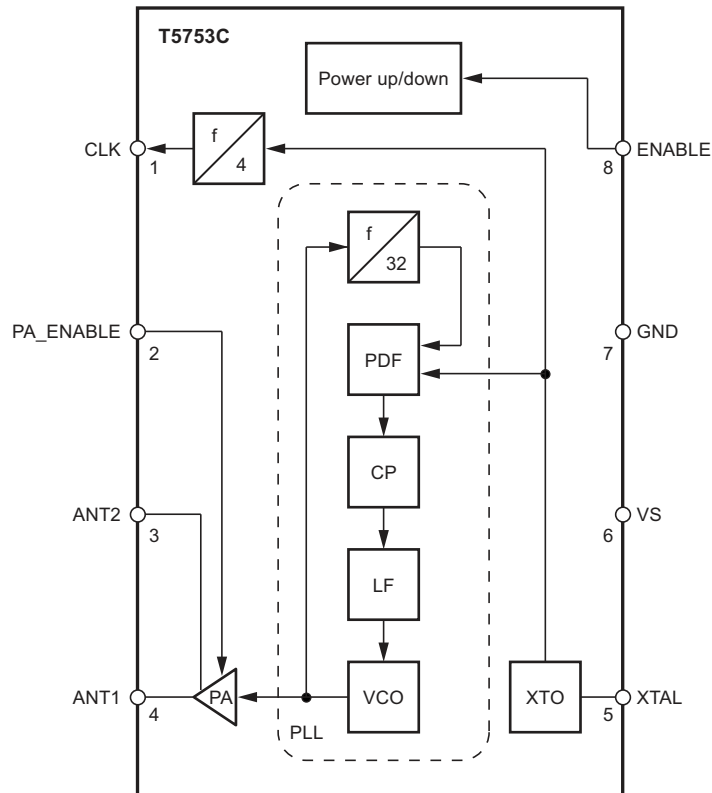 T5753C
Power up/down
CLK
1
f
4
ENABLE
8
f
32
PA_ENABLE
2
PDF
GND
7
CP
ANT2
3
VS
6
LF
ANT1
4
PA
VCO
XTO
XTAL
5
PLL